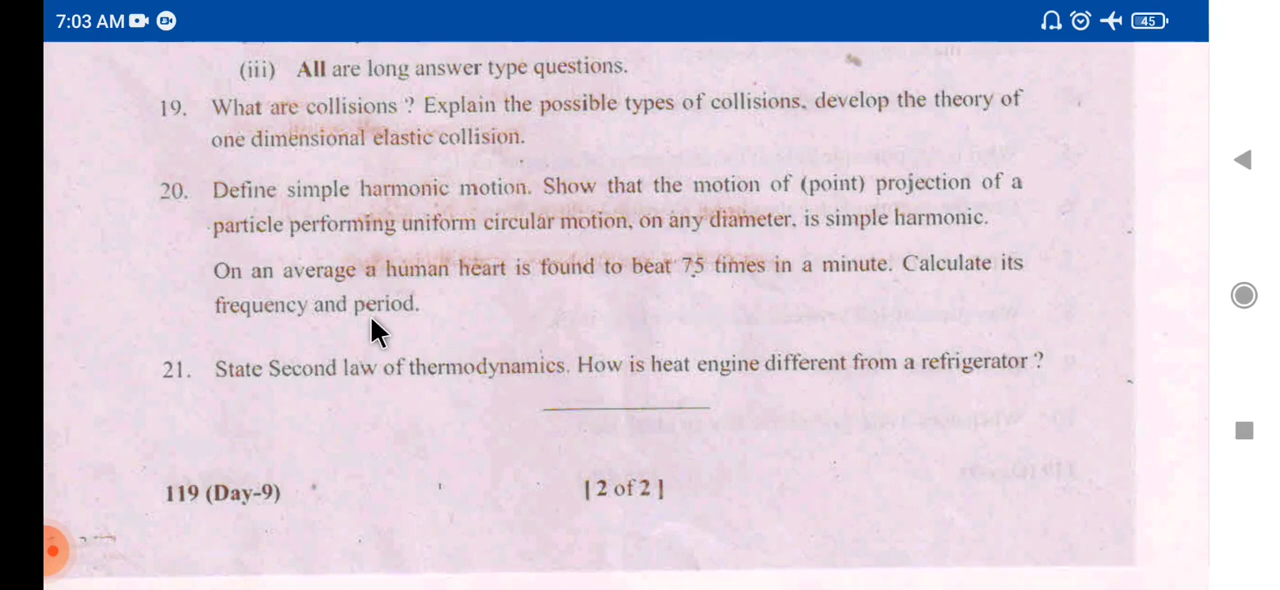 7:03 AM
45
(iii) All are long answer type questions.
19. What are collisions ? Explain the possible types of collisions, develop the theory of
one dimensional elastic collision.
20. Define simple harmonic motion. Show that the motion of (point) projection of a
particle performing uniform circular motion, on any diameter, is simple harmonic.
On an average a human heart is found to beat 75 times in a minute. Calculate its
frequency and period.
21. State Second law of thermodynamics. How is heat engine different from a refrigerator ?
119 (Day-9)
[ 2 of 2 ]